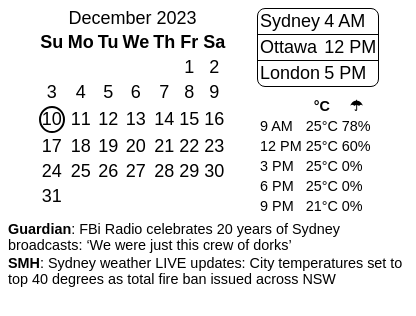 December 2023
Su Mo Tu We Th Fr Sa
1 2
3 4 5 6 7 8 9
10 11 12 13 14 15 16
17 18 19 20 21 22 23
24 25 26 27 28 29 30
31
Sydney 4 AM
Ottawa 12 PM
London 5 PM
°C ☂
9 AM 25°C 78%
12 PM 25°C 60%
3 PM 25°C 0%
6 PM 25°C 0%
9 PM 21°C 0%
Guardian: FBi Radio celebrates 20 years of Sydney
broadcasts: ‘We were just this crew of dorks’
SMH: Sydney weather LIVE updates: City temperatures set to
top 40 degrees as total fire ban issued across NSW